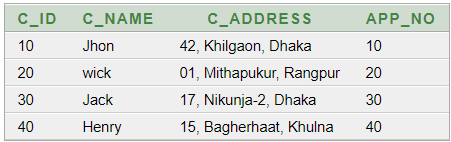 C_ID C_NAME C_ADDRESS APP_NO
10 Jhon 42, Khilgaon, Dhaka 10
20 wick 01, Mithapukur, Rangpur 20
30 Jack 17, Nikunja-2, Dhaka 30
40 Henry 15, Bagherhaat, Khulna 40